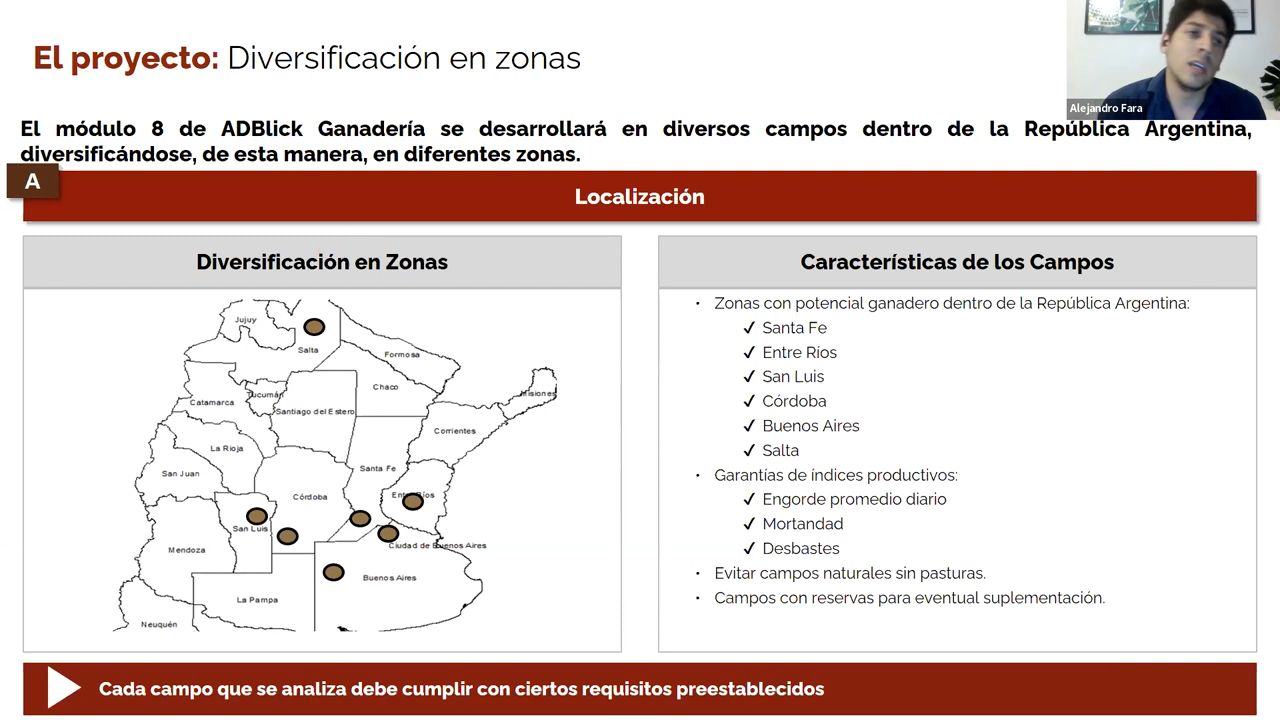 El proyecto: Diversificación en zonas
Alejandro Fara
El módulo 8 de ADBlick Ganadería se desarrollará en diversos campos dentro de la República Argentina,
diversificándose, de esta manera, en diferentes zonas.
A
Localización
Diversificación en Zonas
Jujuy
Salta
Formosa
Chaco
Misiones
Catamarca
Tucumán
Santiago del Estero
Corrientes
La Rioja
San Juan
Santa Fe
Córdoba
Entre Ríos
San Luis
Ciudad de Buenos Aires
Mendoza
Buenos Aires
La Pampa
Neuquén
Características de los Campos
• Zonas con potencial ganadero dentro de la República Argentina:
✓ Santa Fe
✓ Entre Ríos
✓ San Luis
✓ Córdoba
✓ Buenos Aires
✓ Salta
• Garantías de índices productivos:
✓ Engorde promedio diario
✓ Mortandad
✓ Desbastes
• Evitar campos naturales sin pasturas.
• Campos con reservas para eventual suplementación.
Cada campo que se analiza debe cumplir con ciertos requisitos preestablecidos